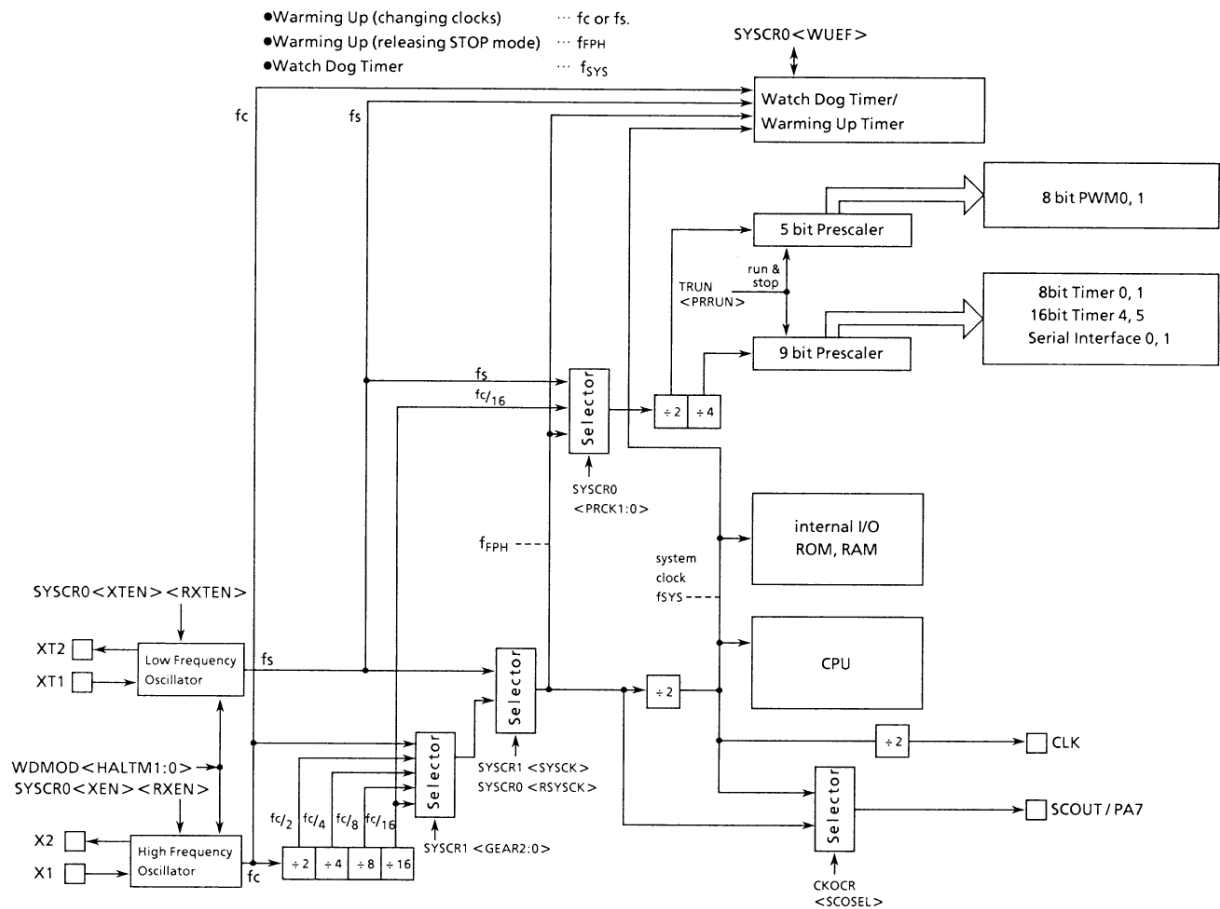 ●Warming Up (changing clocks) ··· fc or fs.
●Warming Up (releasing STOP mode) ··· fFPH
●Watch Dog Timer ··· fSYS
SYSCR0<WUEF>
Watch Dog Timer/
Warming Up Timer
fc
fs
8 bit PWM0, 1
5 bit Prescaler
run &
stop
TRUN
<PRRUN>
8bit Timer 0, 1
16bit Timer 4, 5
Serial Interface 0, 1
9 bit Prescaler
fs
fc/16
Selector
÷2
÷4
SYSCR0
<PRCK1:0>
internal I/O
ROM, RAM
fFPH
system
clock
fSYS
SYSCR0<XTEN><RXTEN>
XT2
XT1
Low Frequency
Oscillator
fs
Selector
÷2
CPU
÷2
CLK
WDMOD<HALTM1:0>
SYSCR0<XEN><RXEN>
Selector
SYSCR1<SYSCK>
SYSCR0<RSYSCK>
fc/2
fc/4
fc/8
fc/16
SYSCR1<GEAR2:0>
Selector
SCOUT/PA7
X2
X1
High Frequency
Oscillator
fc
÷2
÷4
÷8
÷16
CKOCR
<SCOSEL>